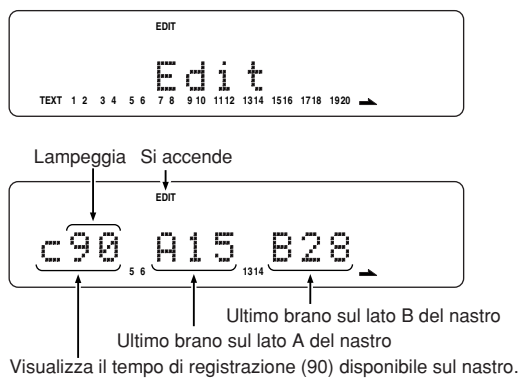 EDIT
Edit
TEXT 1 2 3 4 5 6 7 8 9 10 11 12 13 14 15 16 17 18 19 20
Lampeggia Si accende
EDIT
c90 A15 B28
5 6 13 14
Ultimo brano sul lato B del nastro
Ultimo brano sul lato A del nastro
Visualizza il tempo di registrazione (90) disponibile sul nastro.